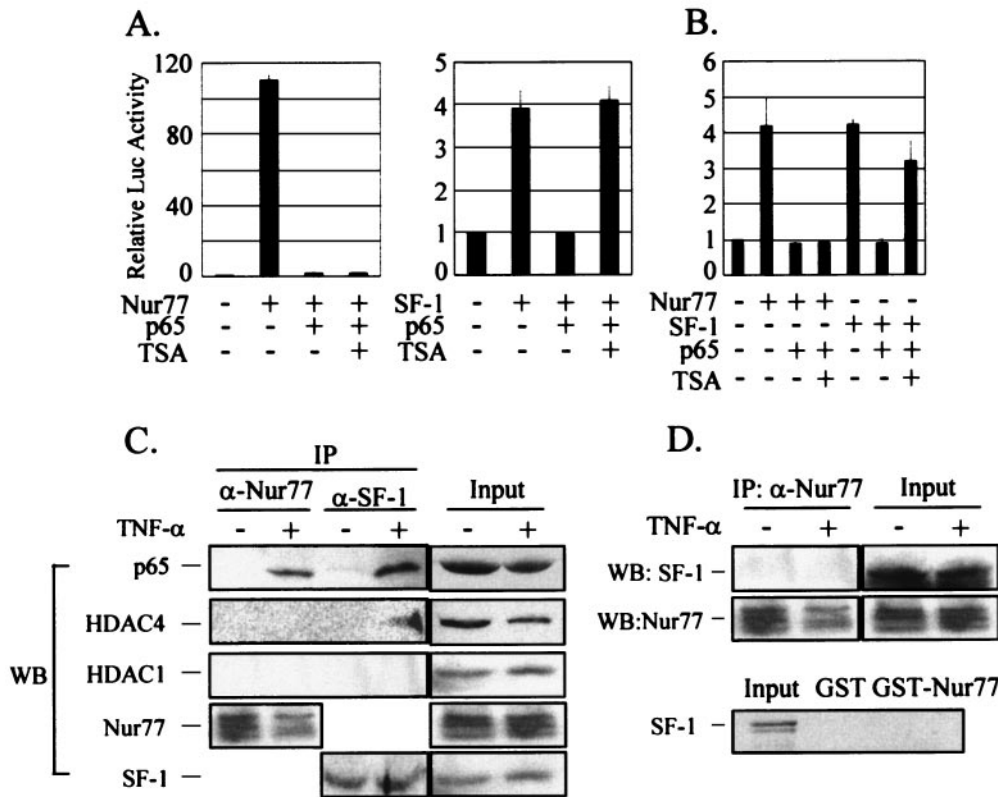 A.
B.
Relative Luc Activity
120
80
40
0
5
4
3
2
1
0
6
5
4
3
2
1
0
Nur77 - + + +
p65 - - + +
TSA - - - +
SF-1 - + + +
p65 - - + +
TSA - - - +
Nur77 - + + + - - -
SF-1 - - - - + + +
p65 - - + + - + +
TSA - - - + - - +
C.
IP
α-Nur77 α-SF-1 Input
TNF-α - + - + - +
WB
p65
HDAC4
HDAC1
Nur77
SF-1
D.
IP: α-Nur77 Input
TNF-α - + - +
WB: SF-1
WB:Nur77
Input GST GST-Nur77
SF-1